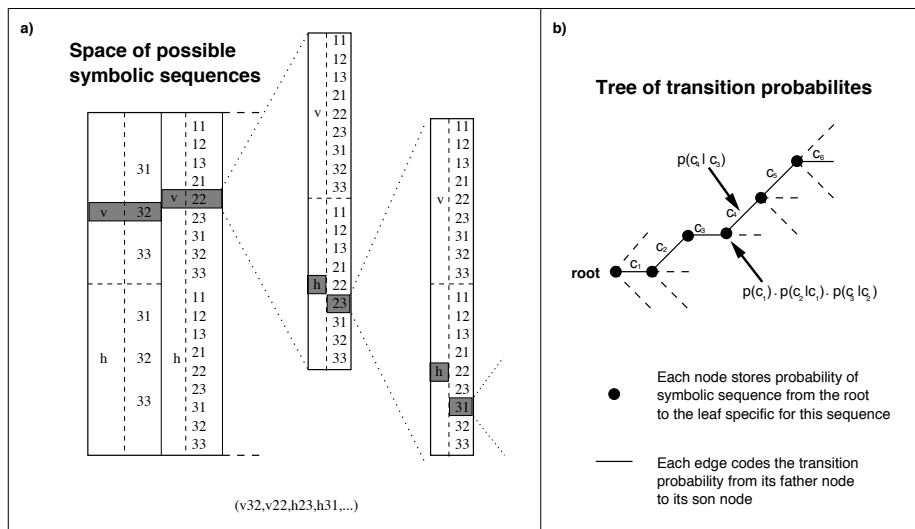 a)
Space of possible
symbolic sequences
31
v 32
33
31
h 32
33
11
12
13
21
v 22
23
31
32
33
11
12
13
21
h 22
23
31
32
33
11
12
13
21
v 22
23
31
32
33
11
12
13
21
h 22
23
31
32
33
11
12
13
21
v 22
23
31
32
33
11
12
13
21
h 22
23
31
32
33
(v32,v22,h23,h31,...)
b)
Tree of transition probabilites
p(c4 | c3)
c6
c5
c4
c3
c2
c1
root
p(c1) . p(c2|c1) . p(c3|c2)
Each node stores probability of
symbolic sequence from the root
to the leaf specific for this sequence
Each edge codes the transition
probability from its father node
to its son node